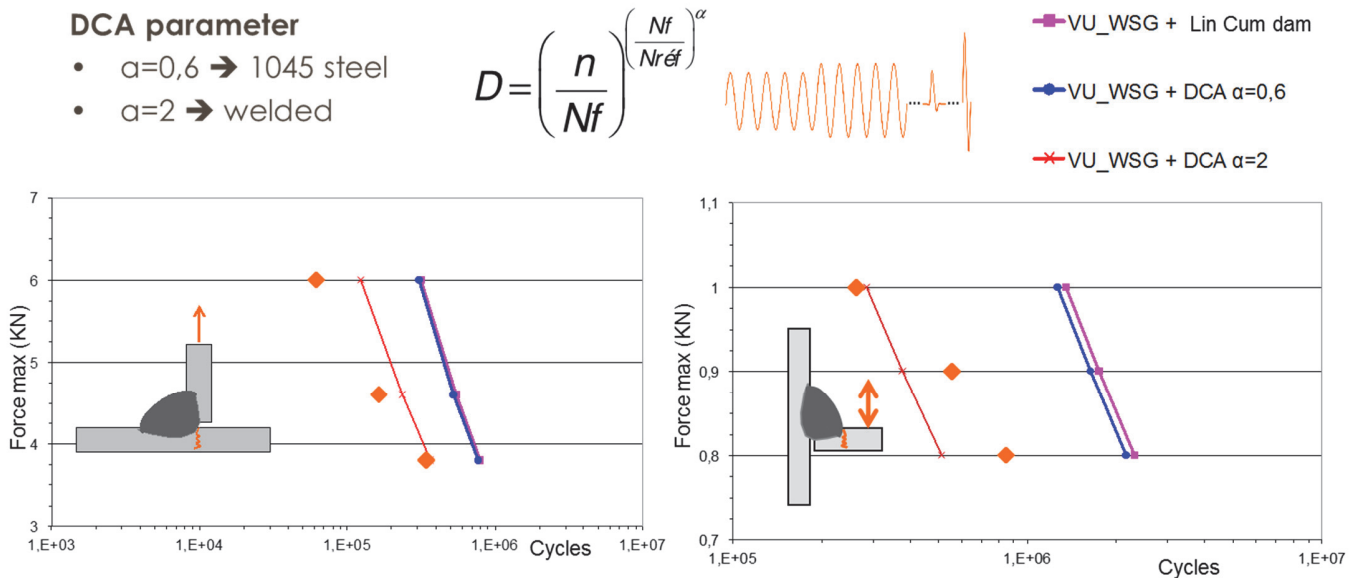 DCA parameter
• α=0,6 ➔ 1045 steel
• α=2 ➔ welded
D = (n/Nf)^((Nf/Nréf)^α)
VU_WSG + Lin Cum dam
VU_WSG + DCA α=0,6
VU_WSG + DCA α=2
Force max (KN)
7
6
5
4
3
1,E+03
1,E+04
1,E+05
1,E+06
Cycles
1,E+07
Force max (KN)
1,1
1
0,9
0,8
0,7
1,E+05
1,E+06
Cycles
1,E+07